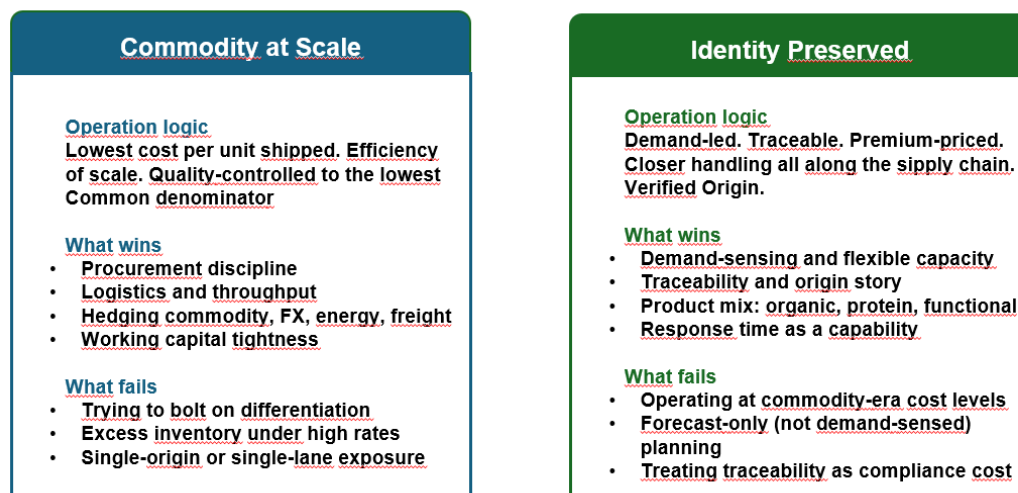 Commodity at Scale
Operation logic
Lowest cost per unit shipped. Efficiency
of scale. Quality-controlled to the lowest
Common denominator
What wins
• Procurement discipline
• Logistics and throughput
• Hedging commodity, FX, energy, freight
• Working capital tightness
What fails
• Trying to bolt on differentiation
• Excess inventory under high rates
• Single-origin or single-lane exposure
Identity Preserved
Operation logic
Demand-led. Traceable. Premium-priced.
Closer handling all along the sipply chain.
Verified Origin.
What wins
• Demand-sensing and flexible capacity
• Traceability and origin story
• Product mix: organic, protein, functional
• Response time as a capability
What fails
• Operating at commodity-era cost levels
• Forecast-only (not demand-sensed)
planning
• Treating traceability as compliance cost